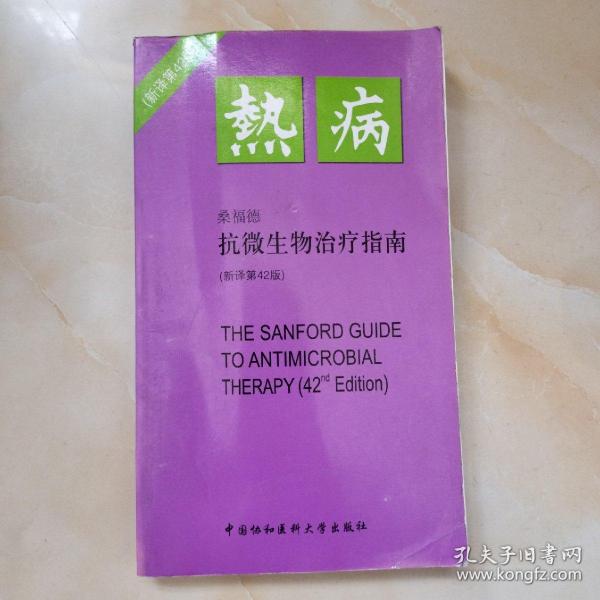 (新译第42
熱病
桑福德
抗微生物治疗指南
(新译第42版)
THE SANFORD GUIDE
TO ANTIMICROBIAL
THERAPY (42nd Edition)
中国协和医科大学出版社
孔夫子旧书网
www.kongfz.com